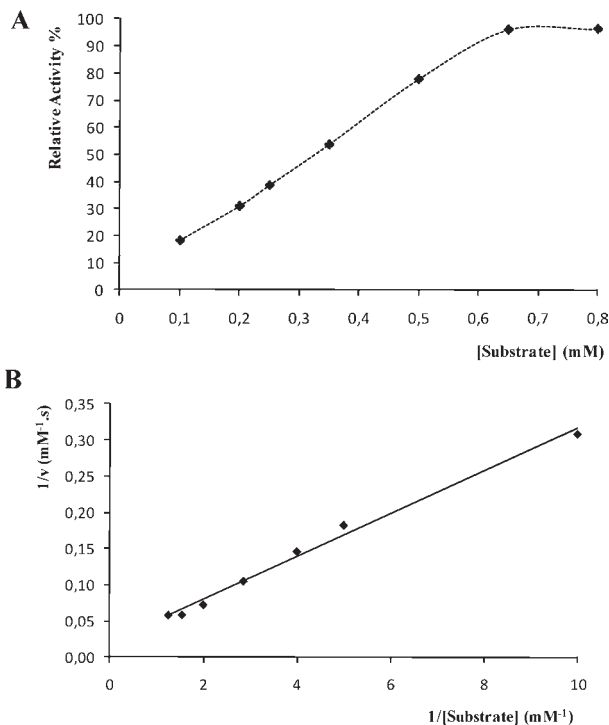 A
Relative Activity %
100
90
80
70
60
50
40
30
20
10
0
0 0,1 0,2 0,3 0,4 0,5 0,6 0,7 0,8
[Substrate] (mM)
B
1/v (mM-1.s)
0,35
0,30
0,25
0,20
0,15
0,10
0,05
0,00
0 2 4 6 8 10
1/[Substrate] (mM-1)